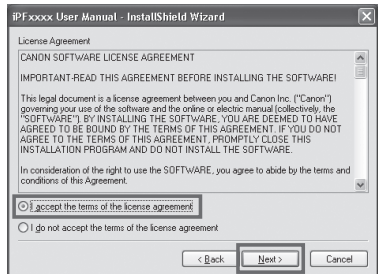 iPFxxxx User Manual - InstallShield Wizard
License Agreement
CANON SOFTWARE LICENSE AGREEMENT
IMPORTANT-READ THIS AGREEMENT BEFORE INSTALLING THE SOFTWARE!
This legal document is a license agreement between you and Canon Inc. ("Canon")
governing your use of the software and the online or electric manual (collectively, the
"SOFTWARE"). BY INSTALLING THE SOFTWARE, YOU ARE DEEMED TO HAVE
AGREED TO BE BOUND BY THE TERMS OF THIS AGREEMENT. IF YOU DO NOT
AGREE TO THE TERMS OF THIS AGREEMENT, PROMPTLY CLOSE THIS
INSTALLATION PROGRAM AND DO NOT INSTALL THE SOFTWARE.
In consideration of the right to use the SOFTWARE, you agree to abide by the terms and
conditions of this Agreement.
I accept the terms of the license agreement
I do not accept the terms of the license agreement
< Back Next > Cancel